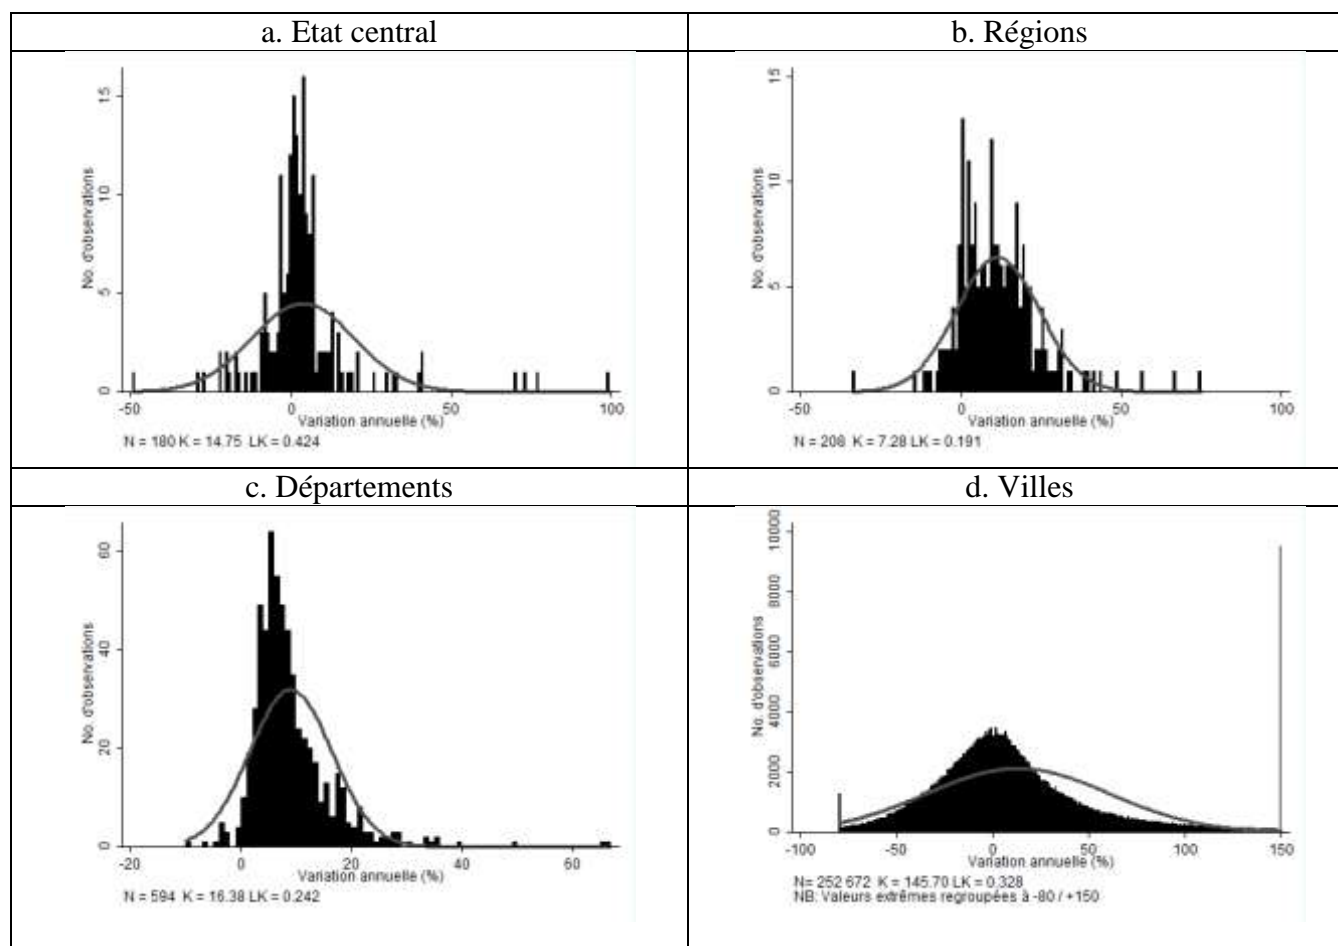 a. Etat central
No. d'observations
15
10
5
0
-50
0
50
100
Variation annuelle (%)
N = 180 K = 14.75 LK = 0.424
b. Régions
No. d'observations
15
10
5
0
-50
0
50
100
Variation annuelle (%)
N = 208 K = 7.28 LK = 0.191
c. Départements
No. d'observations
60
40
20
0
-20
0
20
40
60
Variation annuelle (%)
N = 594 K = 16.38 LK = 0.242
d. Villes
No. d'observations
10000
8000
6000
4000
2000
0
-100
-50
0
50
100
150
Variation annuelle (%)
N= 252 672 K = 145.70 LK = 0.328
NB: Valeurs extrêmes regroupées à -80 / +150